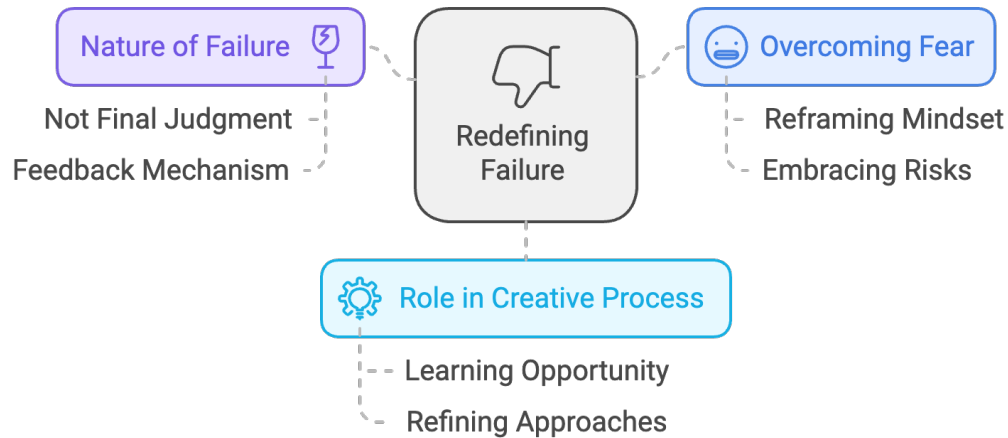 Nature of Failure
Not Final Judgment
Feedback Mechanism
Redefining
Failure
Overcoming Fear
Reframing Mindset
Embracing Risks
Role in Creative Process
Learning Opportunity
Refining Approaches